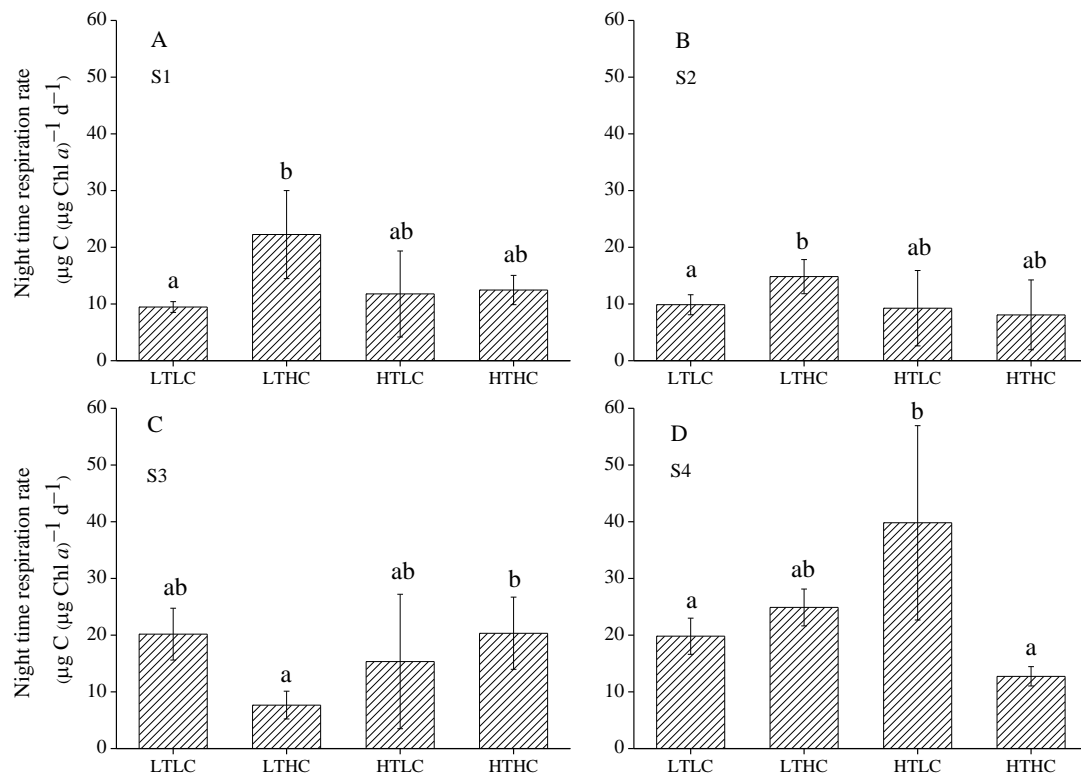 60
50
40
30
20
10
0
Night time respiration rate
(μg C (μg Chl a)⁻¹ d⁻¹)
A
S1
a
b
ab
ab
LTLC
LTHC
HTLC
HTHC
60
50
40
30
20
10
0
B
S2
a
b
ab
ab
LTLC
LTHC
HTLC
HTHC
60
50
40
30
20
10
0
Night time respiration rate
(μg C (μg Chl a)⁻¹ d⁻¹)
C
S3
ab
a
ab
b
LTLC
LTHC
HTLC
HTHC
60
50
40
30
20
10
0
D
S4
a
ab
b
a
LTLC
LTHC
HTLC
HTHC